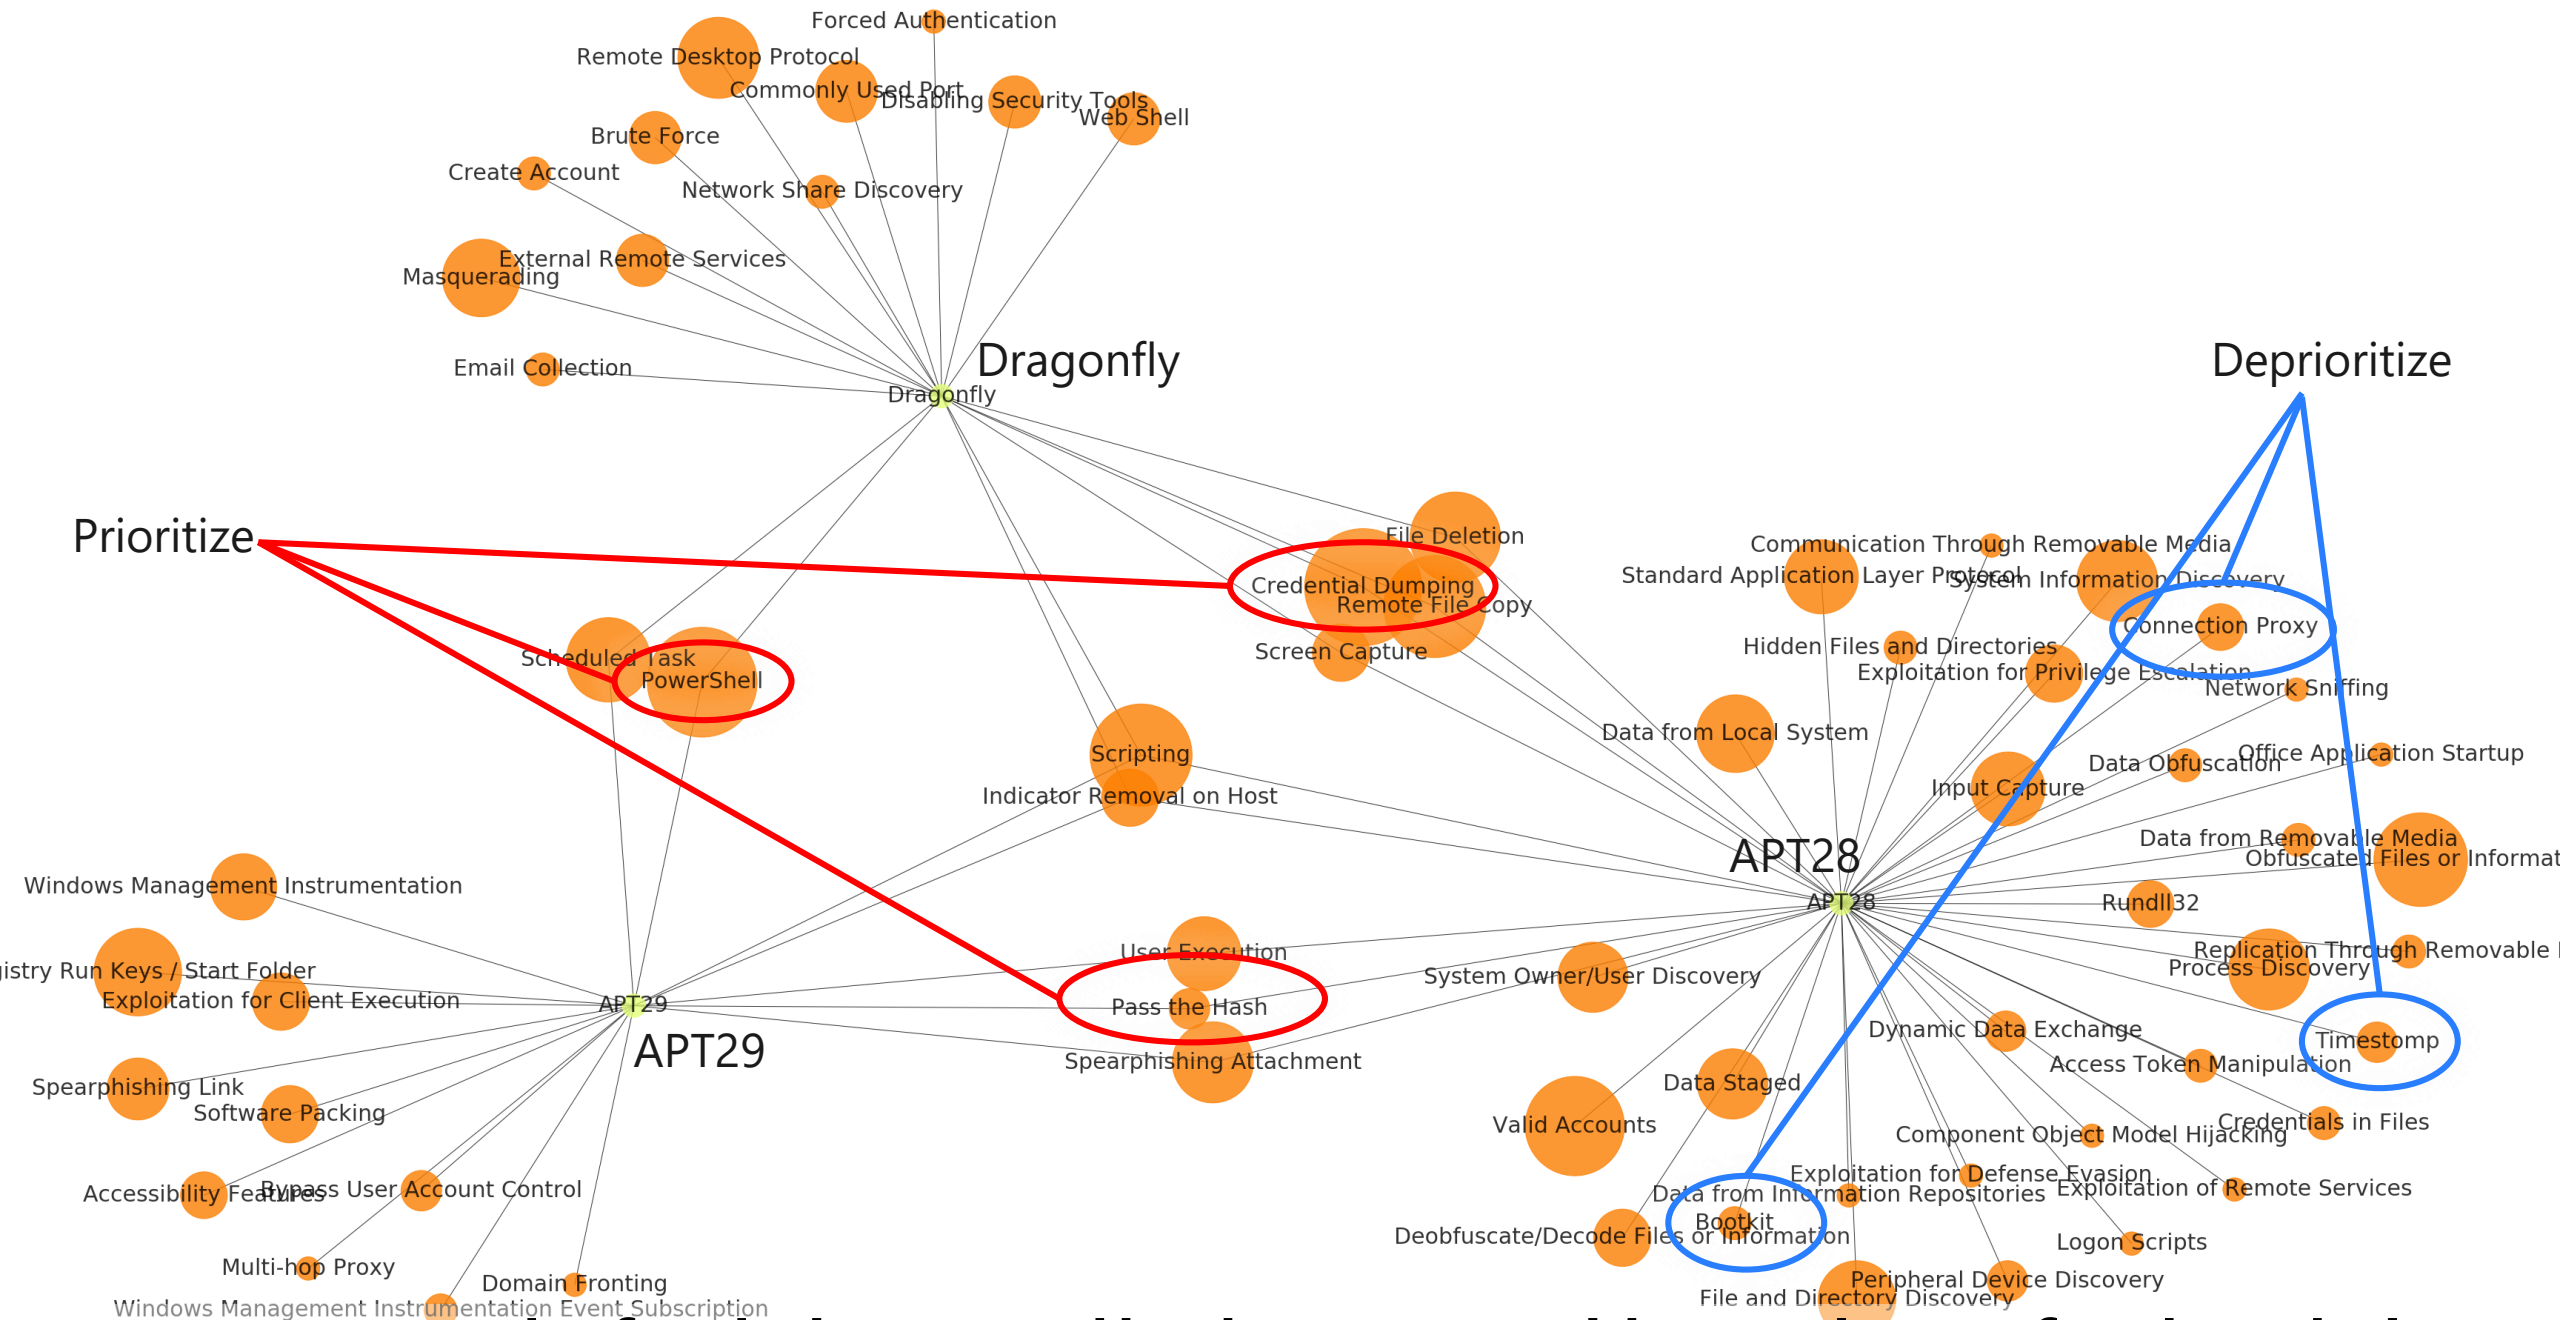 Forced Authentication
Remote Desktop Protocol
Commonly Used Port
Disabling Security Tools
Web Shell
Brute Force
Create Account
Network Share Discovery
External Remote Services
Masquerading
Email Collection
Dragonfly
Dragonfly
Deprioritize
Prioritize
File Deletion
Credential Dumping
Remote File Copy
Screen Capture
Communication Through Removable Media
Standard Application Layer Protocol
System Information Discovery
Connection Proxy
Hidden Files and Directories
Exploitation for Privilege Escalation
Network Sniffing
Scheduled Task
PowerShell
Data from Local System
Scripting
Indicator Removal on Host
Data Obfuscation
Office Application Startup
Input Capture
APT28
APT28
Data from Removable Media
Obfuscated Files or Informat
Rundll32
Windows Management Instrumentation
gistry Run Keys / Start Folder
Exploitation for Client Execution
APT29
APT29
User Execution
Pass the Hash
Spearphishing Attachment
System Owner/User Discovery
Replication Through Removable
Process Discovery
Timestomp
Dynamic Data Exchange
Access Token Manipulation
Spearphishing Link
Software Packing
Data Staged
Valid Accounts
Credentials in Files
Component Object Model Hijacking
Accessibility Features
Bypass User Account Control
Exploitation for Defense Evasion
Data from Information Repositories
Exploitation of Remote Services
Bootkit
Deobfuscate/Decode Files or Information
Logon Scripts
Multi-hop Proxy
Domain Fronting
Windows Management Instrumentation Event Subscription
Peripheral Device Discovery
File and Directory Discovery